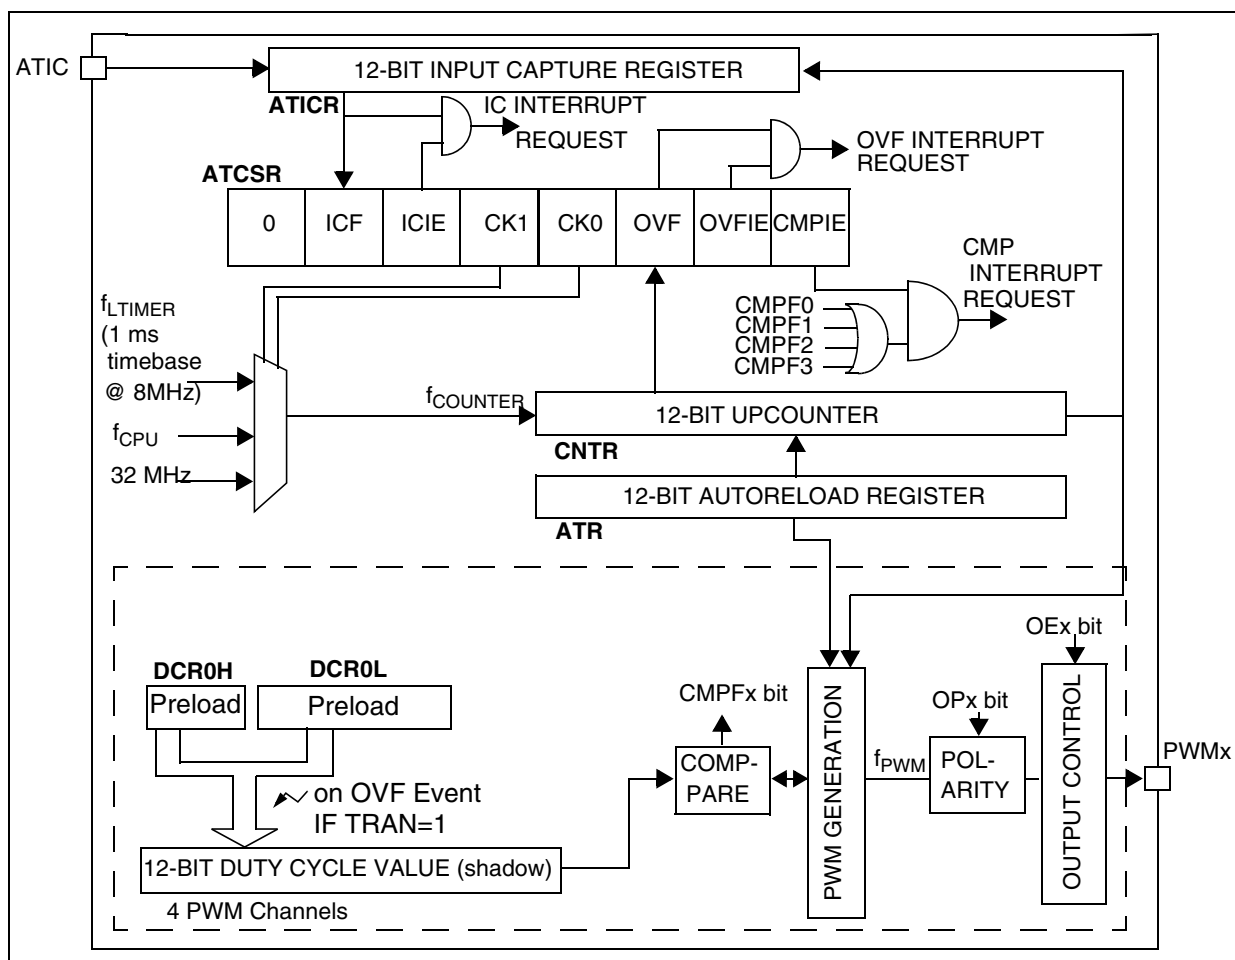 ATIC
12-BIT INPUT CAPTURE REGISTER
ATICR
IC INTERRUPT
REQUEST
OVF INTERRUPT
REQUEST
ATCSR
0
ICF
ICIE
CK1
CK0
OVF
OVFIE
CMPIE
CMP
INTERRUPT
REQUEST
fLTIMER
(1 ms
timebase
@ 8MHz)
CMPF0
CMPF1
CMPF2
CMPF3
fCOUNTER
12-BIT UPCOUNTER
fCPU
CNTR
32 MHz
12-BIT AUTORELOAD REGISTER
ATR
OEx bit
DCR0H
DCR0L
Preload
Preload
CMPFx bit
OPx bit
PWMx
COMP-
PARE
PWM GENERATION
fPWM
POL-
ARITY
OUTPUT CONTROL
on OVF Event
IF TRAN=1
12-BIT DUTY CYCLE VALUE (shadow)
4 PWM Channels